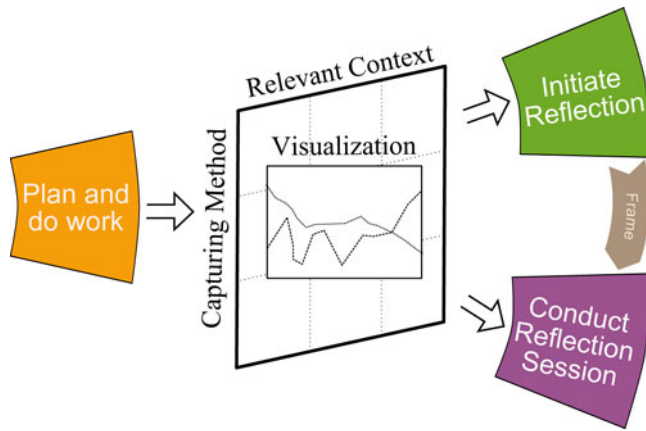 Plan and
do work
Capturing Method
Relevant Context
Visualization
Initiate
Reflection
Frame
Conduct
Reflection
Session